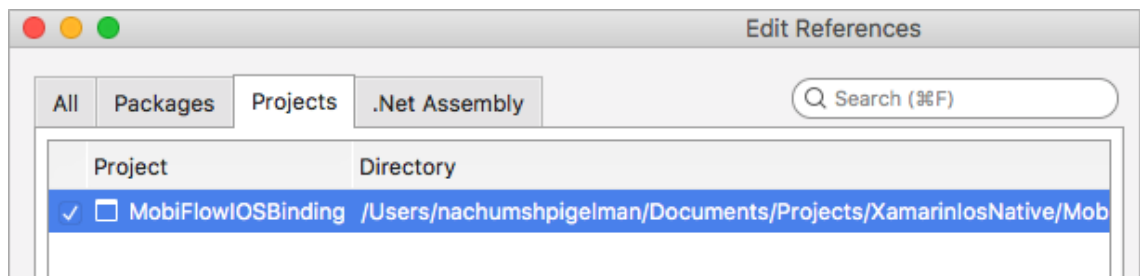 Edit References
All Packages Projects .Net Assembly Search (⌘F)
Project Directory
MobiFlowIOSBinding /Users/nachumshpigelman/Documents/Projects/XamarinIosNative/Mob